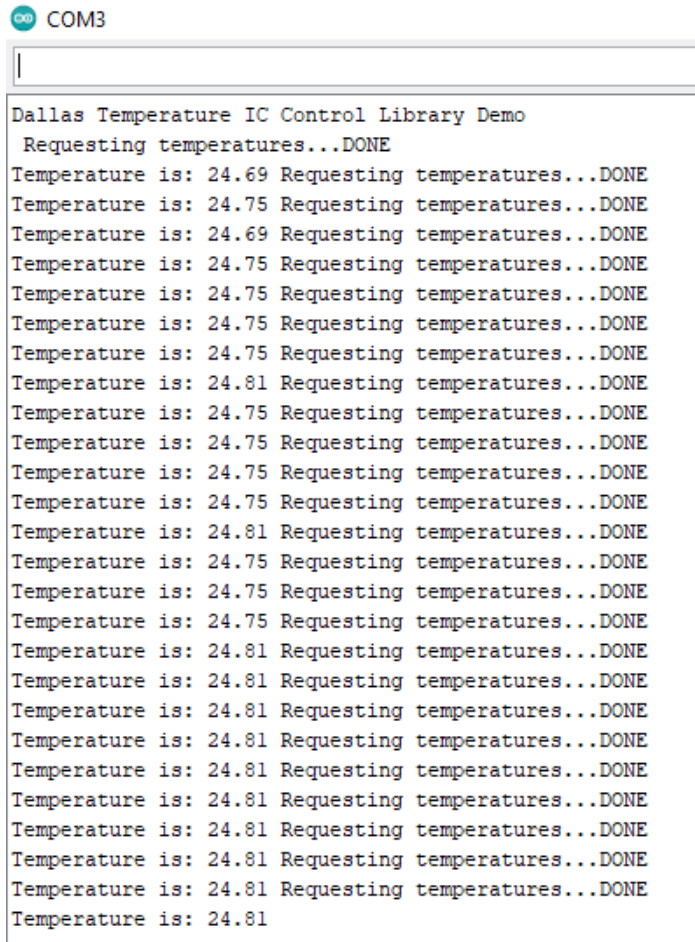 COM3
Dallas Temperature IC Control Library Demo
Requesting temperatures...DONE
Temperature is: 24.69 Requesting temperatures...DONE
Temperature is: 24.75 Requesting temperatures...DONE
Temperature is: 24.69 Requesting temperatures...DONE
Temperature is: 24.75 Requesting temperatures...DONE
Temperature is: 24.75 Requesting temperatures...DONE
Temperature is: 24.75 Requesting temperatures...DONE
Temperature is: 24.75 Requesting temperatures...DONE
Temperature is: 24.81 Requesting temperatures...DONE
Temperature is: 24.75 Requesting temperatures...DONE
Temperature is: 24.75 Requesting temperatures...DONE
Temperature is: 24.75 Requesting temperatures...DONE
Temperature is: 24.75 Requesting temperatures...DONE
Temperature is: 24.81 Requesting temperatures...DONE
Temperature is: 24.75 Requesting temperatures...DONE
Temperature is: 24.75 Requesting temperatures...DONE
Temperature is: 24.75 Requesting temperatures...DONE
Temperature is: 24.81 Requesting temperatures...DONE
Temperature is: 24.81 Requesting temperatures...DONE
Temperature is: 24.81 Requesting temperatures...DONE
Temperature is: 24.81 Requesting temperatures...DONE
Temperature is: 24.81 Requesting temperatures...DONE
Temperature is: 24.81 Requesting temperatures...DONE
Temperature is: 24.81 Requesting temperatures...DONE
Temperature is: 24.81 Requesting temperatures...DONE
Temperature is: 24.81 Requesting temperatures...DONE
Temperature is: 24.81